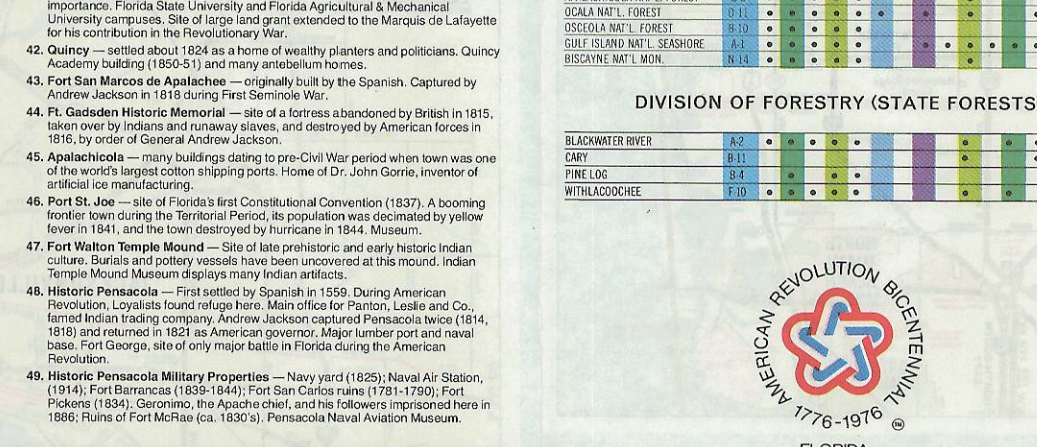 importance. Florida State University and Florida Agricultural & Mechanical
University campuses. Site of large land grant extended to the Marquis de Lafayette
for his contribution in the Revolutionary War.
42. Quincy — settled about 1824 as a home of wealthy planters and politicians. Quincy
Academy building (1850-51) and many antebellum homes.
43. Fort San Marcos de Apalachee — originally built by the Spanish. Captured by
Andrew Jackson in 1818 during First Seminole War.
44. Ft. Gadsden Historic Memorial — site of a fortress abandoned by British in 1815,
taken over by Indians and runaway slaves, and destroyed by American forces in
1816, by order of General Andrew Jackson.
45. Apalachicola — many buildings dating to pre-Civil War period when town was one
of the world's largest cotton shipping ports. Home of Dr. John Gorrie, inventor of
artificial ice manufacturing.
46. Port St. Joe — site of Florida's first Constitutional Convention (1837). A booming
frontier town during the Territorial Period, its population was decimated by yellow
fever in 1841, and the town destroyed by hurricane in 1844. Museum.
47. Fort Walton Temple Mound — Site of late prehistoric and early historic Indian
culture. Burials and pottery vessels have been uncovered at this mound. Indian
Temple Mound Museum displays many Indian artifacts.
48. Historic Pensacola — First settled by Spanish in 1559. During American
Revolution, Loyalists found refuge here. Main office for Panton, Leslie and Co.,
famed Indian trading company. Andrew Jackson captured Pensacola twice (1814,
1818) and returned in 1821 as American governor. Major lumber port and naval
base. Fort George, site of only major battle in Florida during the American
Revolution.
49. Historic Pensacola Military Properties — Navy yard (1825); Naval Air Station,
(1914); Fort Barrancas (1839-1844); Fort San Carlos ruins (1781-1790); Fort
Pickens (1834). Geronimo, the Apache chief, and his followers imprisoned here in
1886; Ruins of Fort McRae (ca. 1830's). Pensacola Naval Aviation Museum.
OCALA NAT'L. FOREST O-11
OSCEOLA NAT'L. FOREST B-10
GULF ISLAND NAT'L. SEASHORE A-1
BISCAYNE NAT'L MON. N-14
DIVISION OF FORESTRY (STATE FORESTS
BLACKWATER RIVER A-2
CARY B-11
PINE LOG B-4
WITHLACOOCHEE F-10
AMERICAN REVOLUTION BICENTENNIAL
1776-1976 SM
FLORIDA